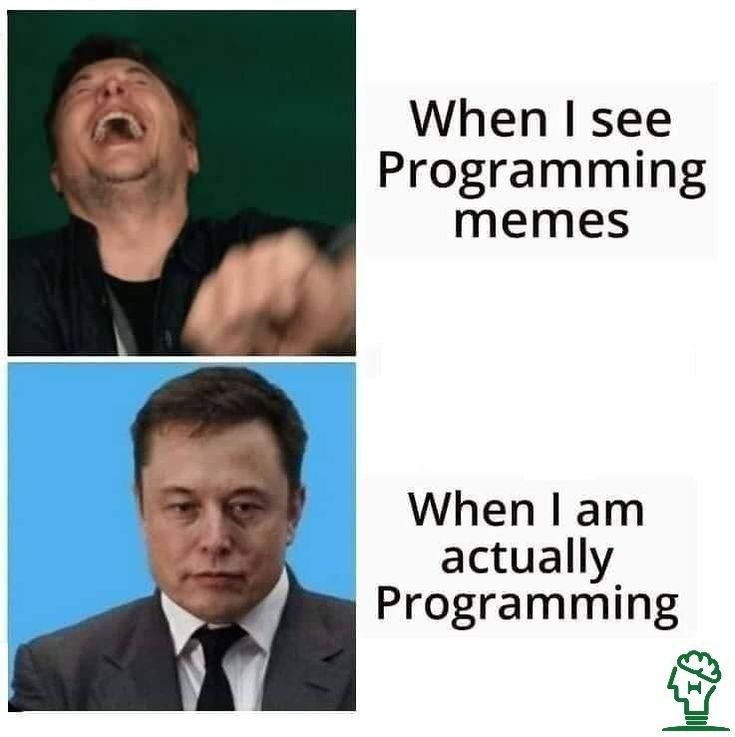 When I see
Programming
memes
When I am
actually
Programming
H